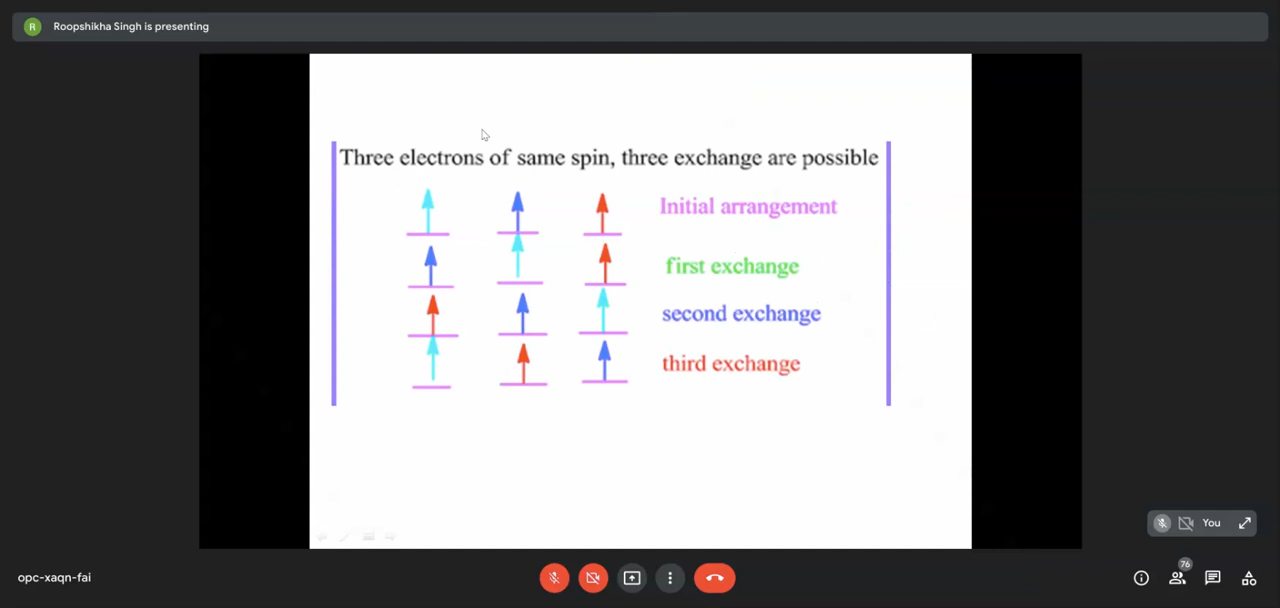 R Roopshikha Singh is presenting
Three electrons of same spin, three exchange are possible
Initial arrangement
first exchange
second exchange
third exchange
You
76
opc-xaqn-fai